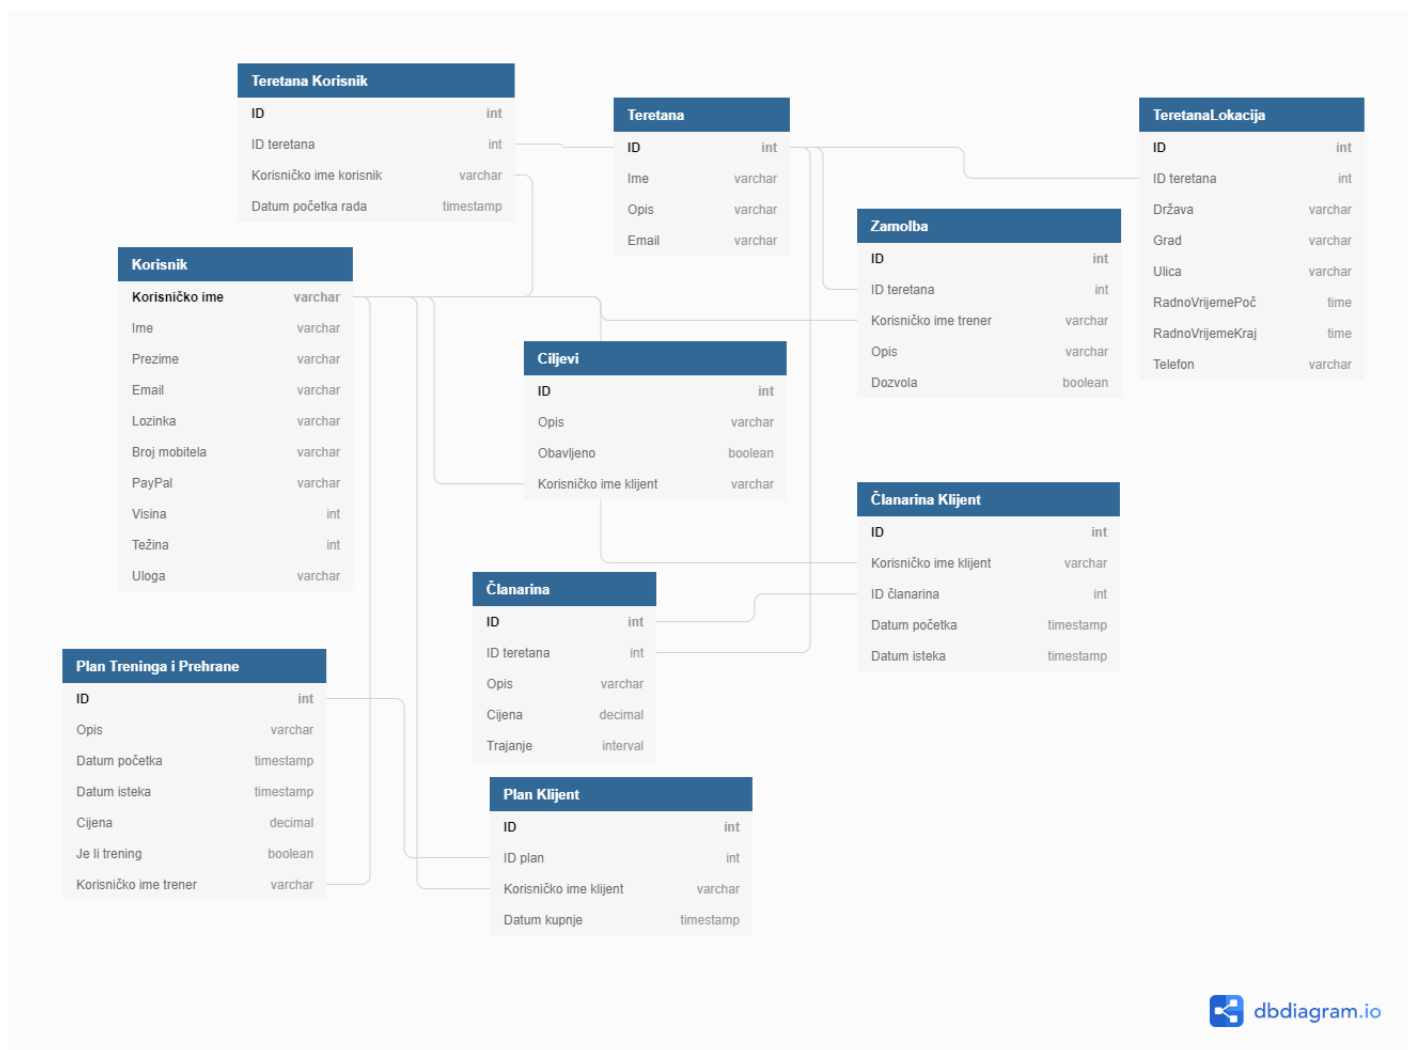 Teretana Korisnik
ID int
ID teretana int
Korisničko ime korisnik varchar
Datum početka rada timestamp
Teretana
ID int
Ime varchar
Opis varchar
Email varchar
TeretanaLokacija
ID int
ID teretana int
Država varchar
Grad varchar
Ulica varchar
RadnoVrijemePoč time
RadnoVrijemeKraj time
Telefon varchar
Zamolba
ID int
ID teretana int
Korisničko ime trener varchar
Opis varchar
Dozvola boolean
Korisnik
Korisničko ime varchar
Ime varchar
Prezime varchar
Email varchar
Lozinka varchar
Broj mobitela varchar
PayPal varchar
Visina int
Težina int
Uloga varchar
Ciljevi
ID int
Opis varchar
Obavljeno boolean
Korisničko ime klijent varchar
Članarina Klijent
ID int
Korisničko ime klijent varchar
ID članarina int
Datum početka timestamp
Datum isteka timestamp
Članarina
ID int
ID teretana int
Opis varchar
Cijena decimal
Trajanje interval
Plan Treninga i Prehrane
ID int
Opis varchar
Datum početka timestamp
Datum isteka timestamp
Cijena decimal
Je li trening boolean
Korisničko ime trener varchar
Plan Klijent
ID int
ID plan int
Korisničko ime klijent varchar
Datum kupnje timestamp
dbdiagram.io